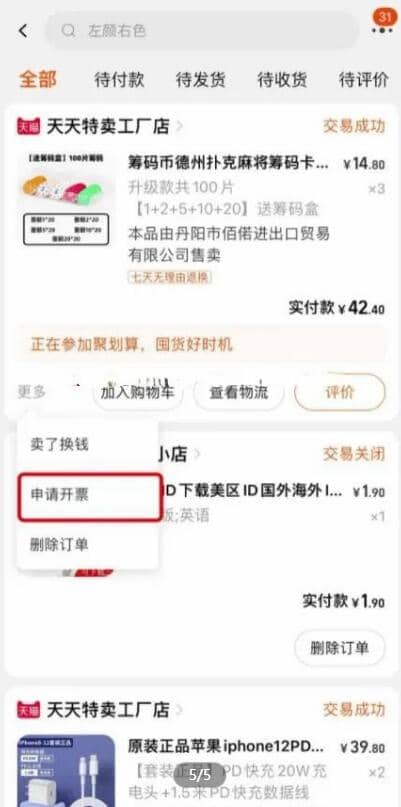 31
左颜右色
全部 待付款 待发货 待收货 待评价
天猫 天天特卖工厂店 交易成功
【送筹码盒】100片筹码
筹码币德州扑克麻将筹码卡... ¥14.80
升级款共100片 ×3
【1+2+5+10+20】送筹码盒
本品由丹阳市佰偌进出口贸易
有限公司售卖
七天无理由退换
实付款 ¥42.40
正在参加聚划算，囤货好时机
更多 加入购物车 查看物流 评价
卖了换钱
小店 交易关闭
申请开票
ID下载美区ID国外海外I... ¥1.90
版;英语 ×1
删除订单
实付款 ¥1.90
删除订单
天猫 天天特卖工厂店 交易成功
原装正品苹果iphone12PD... ¥39.80
【套装正品】PD快充20W充 ×2
电头+1.5米PD快充数据线
5/5